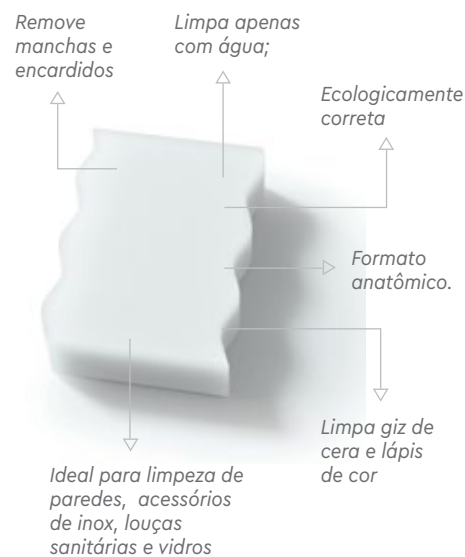 Remove
manchas e
encardidos
Limpa apenas
com água;
Ecologicamente
correta
Formato
anatômico.
Limpa giz de
cera e lápis
de cor
Ideal para limpeza de
paredes, acessórios
de inox, louças
sanitárias e vidros